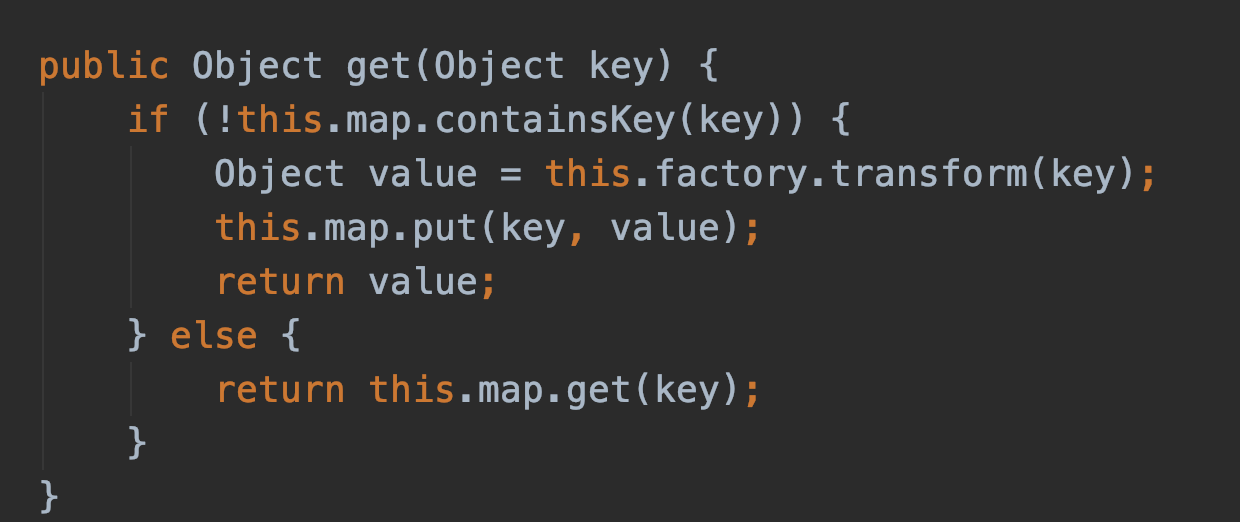 public Object get(Object key) {
    if (!this.map.containsKey(key)) {
        Object value = this.factory.transform(key);
        this.map.put(key, value);
        return value;
    } else {
        return this.map.get(key);
    }
}